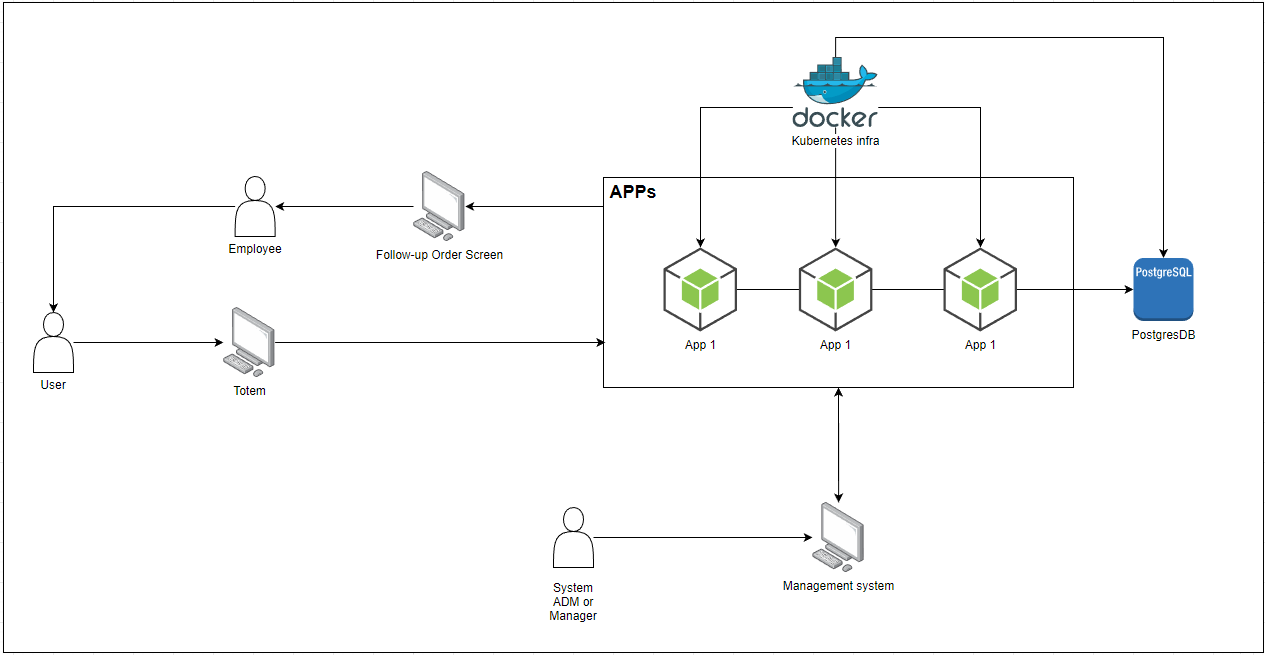 docker
Kubernetes infra
APPs
Employee
Follow-up Order Screen
PostgreSQL
App 1
App 1
App 1
PostgresDB
User
Totem
System
ADM or
Manager
Management system